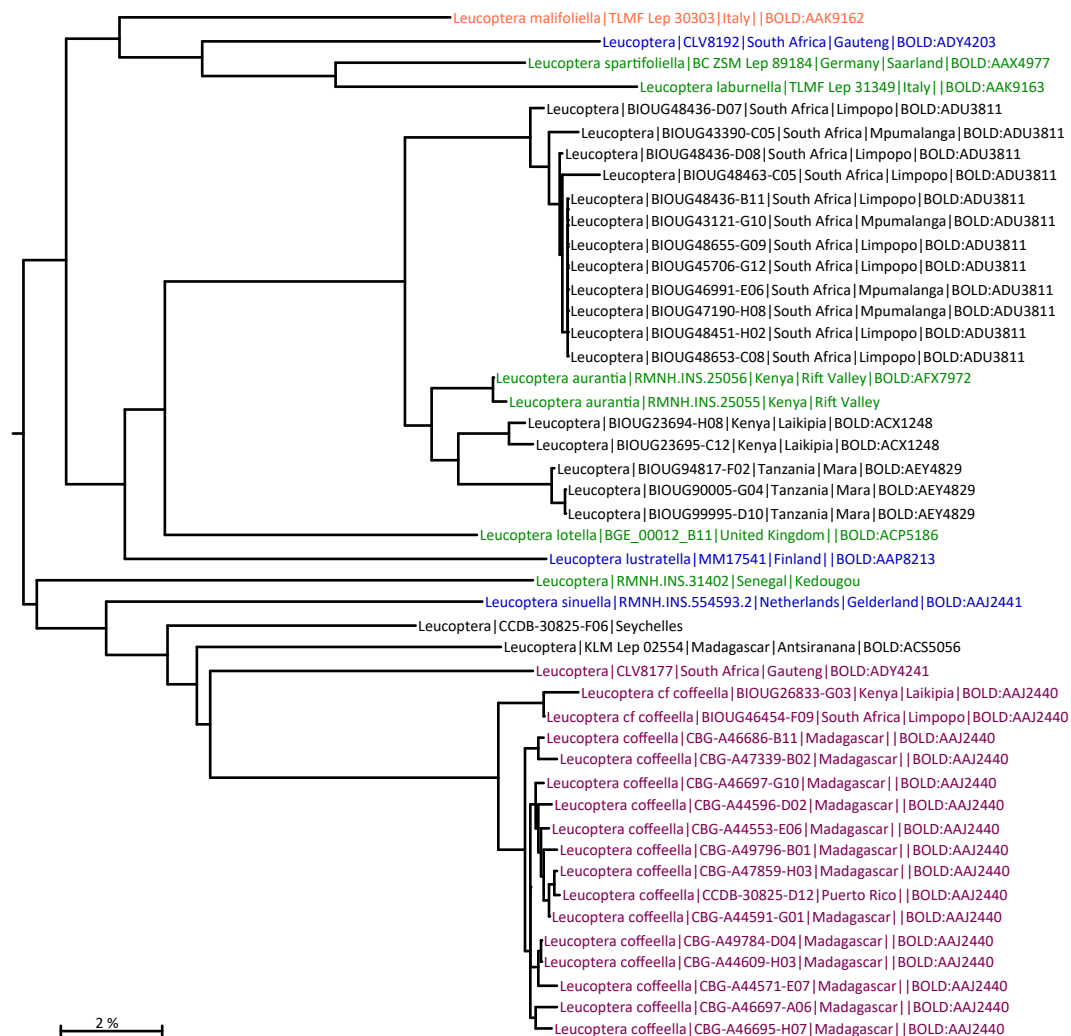 Leucoptera malifoliella|TLMF Lep 30303|Italy||BOLD:AAK9162
Leucoptera|CLV8192|South Africa|Gauteng|BOLD:ADY4203
Leucoptera spartifoliella|BC ZSM Lep 89184|Germany|Saarland|BOLD:AAX4977
Leucoptera laburnella|TLMF Lep 31349|Italy||BOLD:AAK9163
Leucoptera|BIOUG48436-D07|South Africa|Limpopo|BOLD:ADU3811
Leucoptera|BIOUG43390-C05|South Africa|Mpumalanga|BOLD:ADU3811
Leucoptera|BIOUG48436-D08|South Africa|Limpopo|BOLD:ADU3811
Leucoptera|BIOUG48463-C05|South Africa|Limpopo|BOLD:ADU3811
Leucoptera|BIOUG48436-B11|South Africa|Limpopo|BOLD:ADU3811
Leucoptera|BIOUG43121-G10|South Africa|Mpumalanga|BOLD:ADU3811
Leucoptera|BIOUG48655-G09|South Africa|Limpopo|BOLD:ADU3811
Leucoptera|BIOUG45706-G12|South Africa|Limpopo|BOLD:ADU3811
Leucoptera|BIOUG46991-E06|South Africa|Mpumalanga|BOLD:ADU3811
Leucoptera|BIOUG47190-H08|South Africa|Mpumalanga|BOLD:ADU3811
Leucoptera|BIOUG48451-H02|South Africa|Limpopo|BOLD:ADU3811
Leucoptera|BIOUG48653-C08|South Africa|Limpopo|BOLD:ADU3811
Leucoptera aurantia|RMNH.INS.25056|Kenya|Rift Valley|BOLD:AFX7972
Leucoptera aurantia|RMNH.INS.25055|Kenya|Rift Valley
Leucoptera|BIOUG23694-H08|Kenya|Laikipia|BOLD:ACX1248
Leucoptera|BIOUG23695-C12|Kenya|Laikipia|BOLD:ACX1248
Leucoptera|BIOUG94817-F02|Tanzania|Mara|BOLD:AEY4829
Leucoptera|BIOUG90005-G04|Tanzania|Mara|BOLD:AEY4829
Leucoptera|BIOUG99995-D10|Tanzania|Mara|BOLD:AEY4829
Leucoptera lotella|BGE_00012_B11|United Kingdom||BOLD:ACP5186
Leucoptera lustratella|MM17541|Finland||BOLD:AAP8213
Leucoptera|RMNH.INS.31402|Senegal|Kedougou
Leucoptera sinuella|RMNH.INS.554593.2|Netherlands|Gelderland|BOLD:AAJ2441
Leucoptera|CCDB-30825-F06|Seychelles
Leucoptera|KLM Lep 02554|Madagascar|Antsiranana|BOLD:ACS5056
Leucoptera|CLV8177|South Africa|Gauteng|BOLD:ADY4241
Leucoptera cf coffeella|BIOUG26833-G03|Kenya|Laikipia|BOLD:AAJ2440
Leucoptera cf coffeella|BIOUG46454-F09|South Africa|Limpopo|BOLD:AAJ2440
Leucoptera coffeella|CBG-A46686-B11|Madagascar||BOLD:AAJ2440
Leucoptera coffeella|CBG-A47339-B02|Madagascar||BOLD:AAJ2440
Leucoptera coffeella|CBG-A46697-G10|Madagascar||BOLD:AAJ2440
Leucoptera coffeella|CBG-A44596-D02|Madagascar||BOLD:AAJ2440
Leucoptera coffeella|CBG-A44553-E06|Madagascar||BOLD:AAJ2440
Leucoptera coffeella|CBG-A49796-B01|Madagascar||BOLD:AAJ2440
Leucoptera coffeella|CBG-A47859-H03|Madagascar||BOLD:AAJ2440
Leucoptera coffeella|CCDB-30825-D12|Puerto Rico||BOLD:AAJ2440
Leucoptera coffeella|CBG-A44591-G01|Madagascar||BOLD:AAJ2440
Leucoptera coffeella|CBG-A49784-D04|Madagascar||BOLD:AAJ2440
Leucoptera coffeella|CBG-A44609-H03|Madagascar||BOLD:AAJ2440
Leucoptera coffeella|CBG-A44571-E07|Madagascar||BOLD:AAJ2440
Leucoptera coffeella|CBG-A46697-A06|Madagascar||BOLD:AAJ2440
Leucoptera coffeella|CBG-A46695-H07|Madagascar||BOLD:AAJ2440
2 %